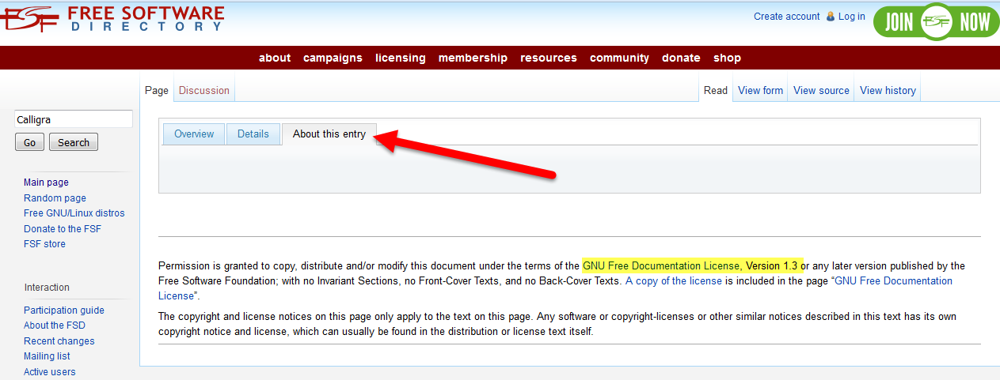 FREE SOFTWARE
DIRECTORY
Create account Log in
JOIN NOW
about campaigns licensing membership resources community donate shop
Page Discussion
Read View form View source View history
Calligra
Go Search
Overview Details About this entry
Main page
Random page
Free GNU/Linux distros
Donate to the FSF
FSF store
Permission is granted to copy, distribute and/or modify this document under the terms of the GNU Free Documentation License, Version 1.3 or any later version published by the
Free Software Foundation; with no Invariant Sections, no Front-Cover Texts, and no Back-Cover Texts. A copy of the license is included in the page “GNU Free Documentation
License”.
The copyright and license notices on this page only apply to the text on this page. Any software or copyright-licenses or other similar notices described in this text has its own
copyright notice and license, which can usually be found in the distribution or license text itself.
Interaction
Participation guide
About the FSD
Recent changes
Mailing list
Active users